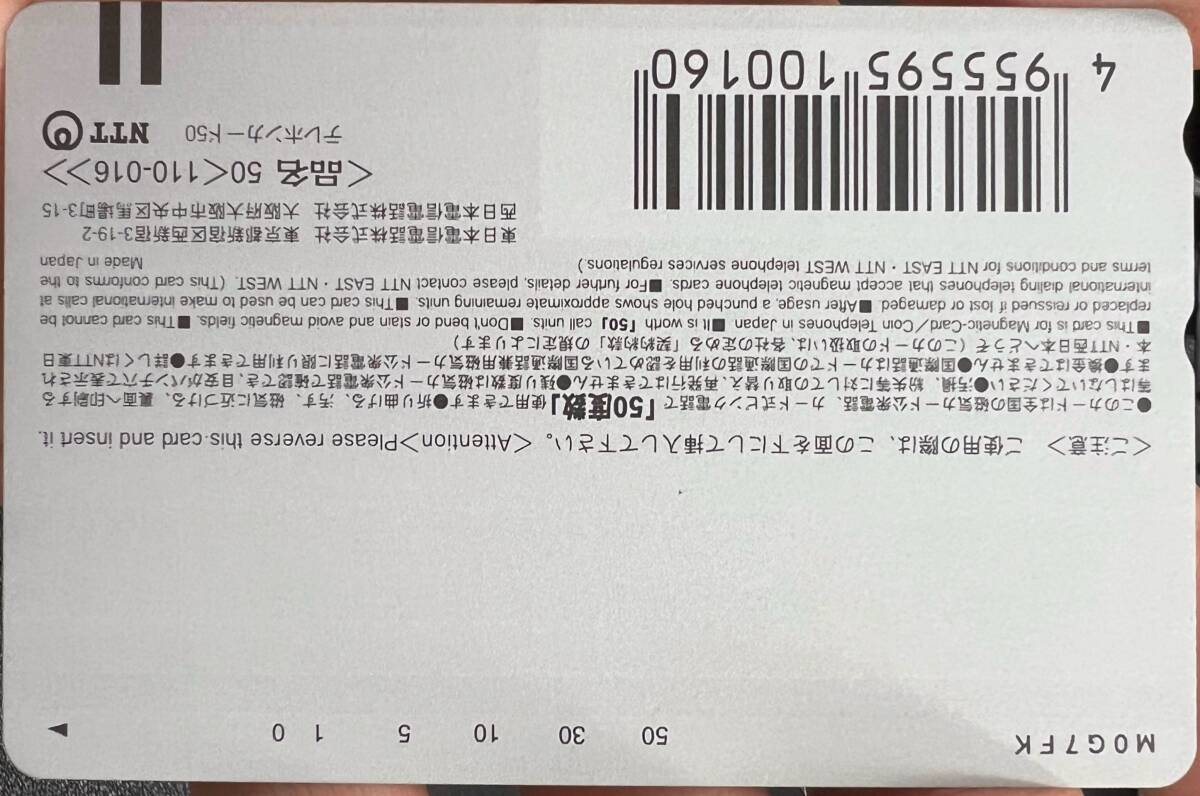 M0G7FK 50 30 10 5 1 0
＜ご注意＞ ご使用の際は、この面を下にして挿入して下さい。 ＜Attention＞Please reverse this card and insert it.
●このカードは全国の磁気カード公衆電話、カード式ピンク電話で「50度数」使用できます●折り曲げる、汚す、磁気に近づける、裏面へ印刷する
等はしないでください●汚損、紛失等に対しての取り替え、再発行はできません●残り度数は磁気カード公衆電話で確認でき、目安がパンチ穴で表示され
ます●換金はできません●国際通話はカードでの国際通話の利用を認めている国際通話兼用磁気カード公衆電話に限り利用できます●詳しくはNTT東日
本・NTT西日本へどうぞ（このカードの取扱いは、各社の定める「契約約款」の規定によります）
■This card is for Magnetic-Card／Coin Telephones in Japan ■It is worth「50」call units. ■Don't bend or stain and avoid magnetic fields. ■This card cannot be
replaced or reissued if lost or damaged. ■After usage, a punched hole shows approximate remaining units. ■This card can be used to make international calls at
international dialing telephones that accept magnetic telephone cards. ■For further details, please contact NTT EAST・NTT WEST. (This card conforms to the
terms and conditions for NTT EAST・NTT WEST telephone services regulations.) Made in Japan
東日本電信電話株式会社 東京都新宿区西新宿3-19-2
西日本電信電話株式会社 大阪府大阪市中央区馬場町3-15
＜品名 50＜110-016＞＞
テレホンカード50 NTT
4 955595 100160